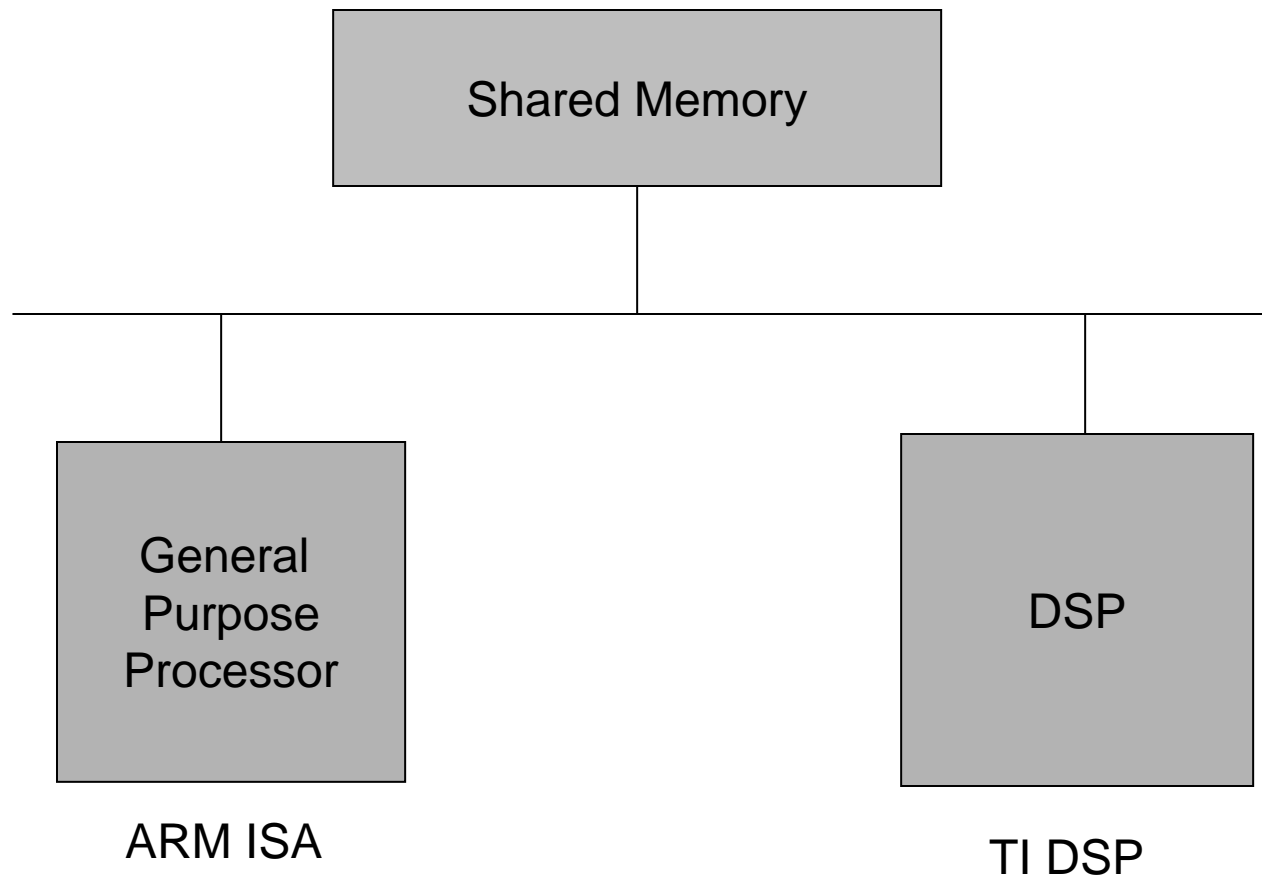 Shared Memory
General
Purpose
Processor
DSP
ARM ISA
TI DSP